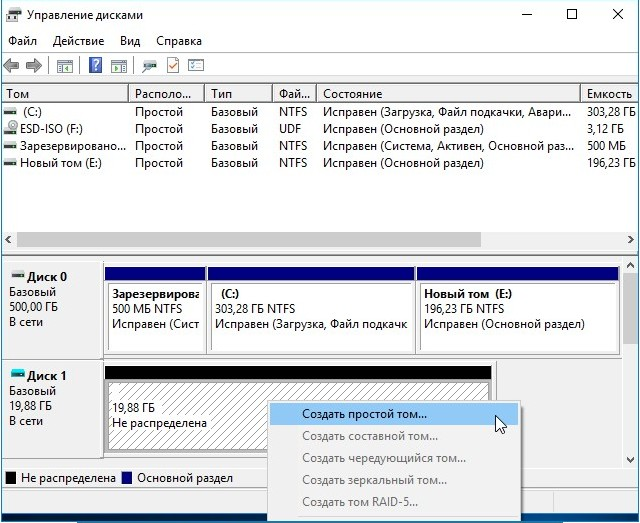 Управление дисками
Файл Действие Вид Справка
Том Располо... Тип Фай... Состояние Емкость
(C:) Простой Базовый NTFS Исправен (Загрузка, Файл подкачки, Авари... 303,28 ГБ
ESD-ISO (F:) Простой Базовый UDF Исправен (Основной раздел) 3,12 ГБ
Зарезервировано... Простой Базовый NTFS Исправен (Система, Активен, Основной раз... 500 МБ
Новый том (E:) Простой Базовый NTFS Исправен (Основной раздел) 196,23 ГБ
Диск 0
Базовый
500,00 ГБ
В сети
Зарезервирова
500 МБ NTFS
Исправен (Сист
(C:)
303,28 ГБ NTFS
Исправен (Загрузка, Файл подкачк
Новый том (E:)
196,23 ГБ NTFS
Исправен (Основной раздел)
Диск 1
Базовый
19,88 ГБ
В сети
19,88 ГБ
Не распределена
Создать простой том...
Создать составной том...
Создать чередующийся том...
Создать зеркальный том...
Создать том RAID-5...
Не распределена Основной раздел